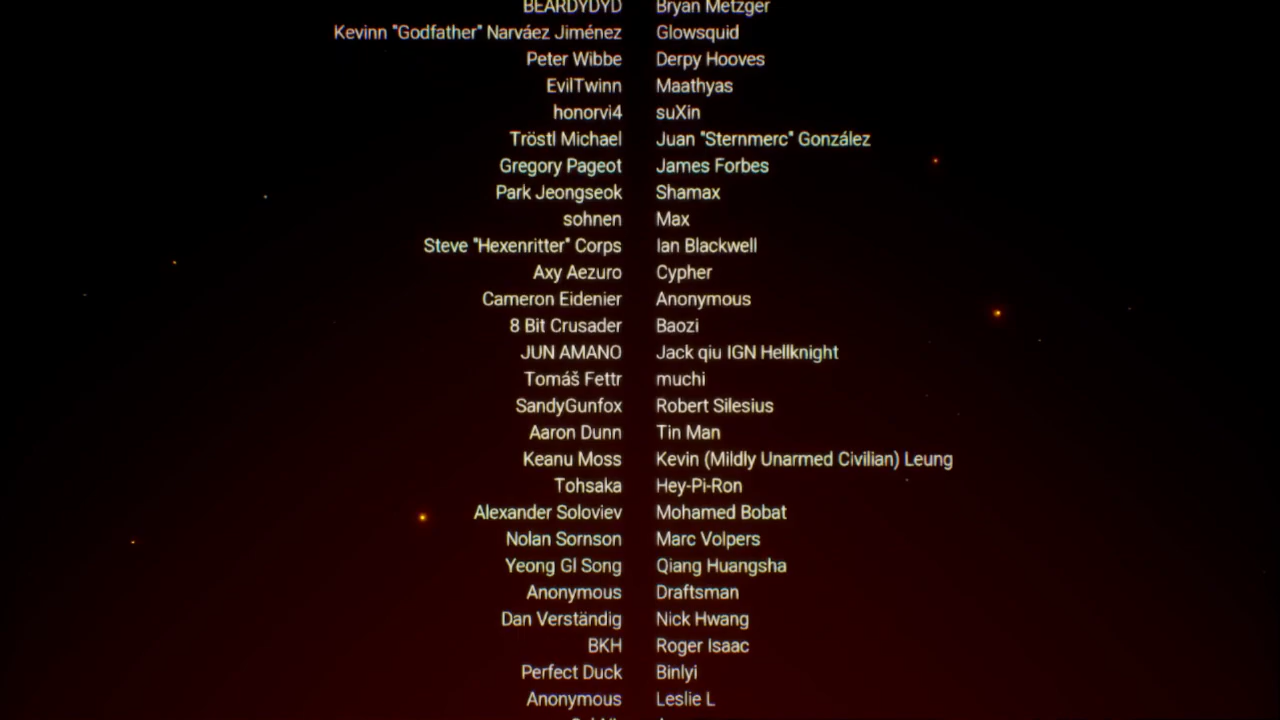 BEARDYDYD Bryan Metzger
Kevinn "Godfather" Narváez Jiménez Glowsquid
Peter Wibbe Derpy Hooves
EvilTwinn Maathyas
honorvi4 suXin
Tröstl Michael Juan "Sternmerc" González
Gregory Pageot James Forbes
Park Jeongseok Shamax
sohnen Max
Steve "Hexenritter" Corps Ian Blackwell
Axy Aezuro Cypher
Cameron Eidenier Anonymous
8 Bit Crusader Baozi
JUN AMANO Jack qiu IGN Hellknight
Tomáš Fettr muchi
SandyGunfox Robert Silesius
Aaron Dunn Tin Man
Keanu Moss Kevin (Mildly Unarmed Civilian) Leung
Tohsaka Hey-Pi-Ron
Alexander Soloviev Mohamed Bobat
Nolan Sornson Marc Volpers
Yeong Gl Song Qiang Huangsha
Anonymous Draftsman
Dan Verständig Nick Hwang
BKH Roger Isaac
Perfect Duck Binlyi
Anonymous Leslie L